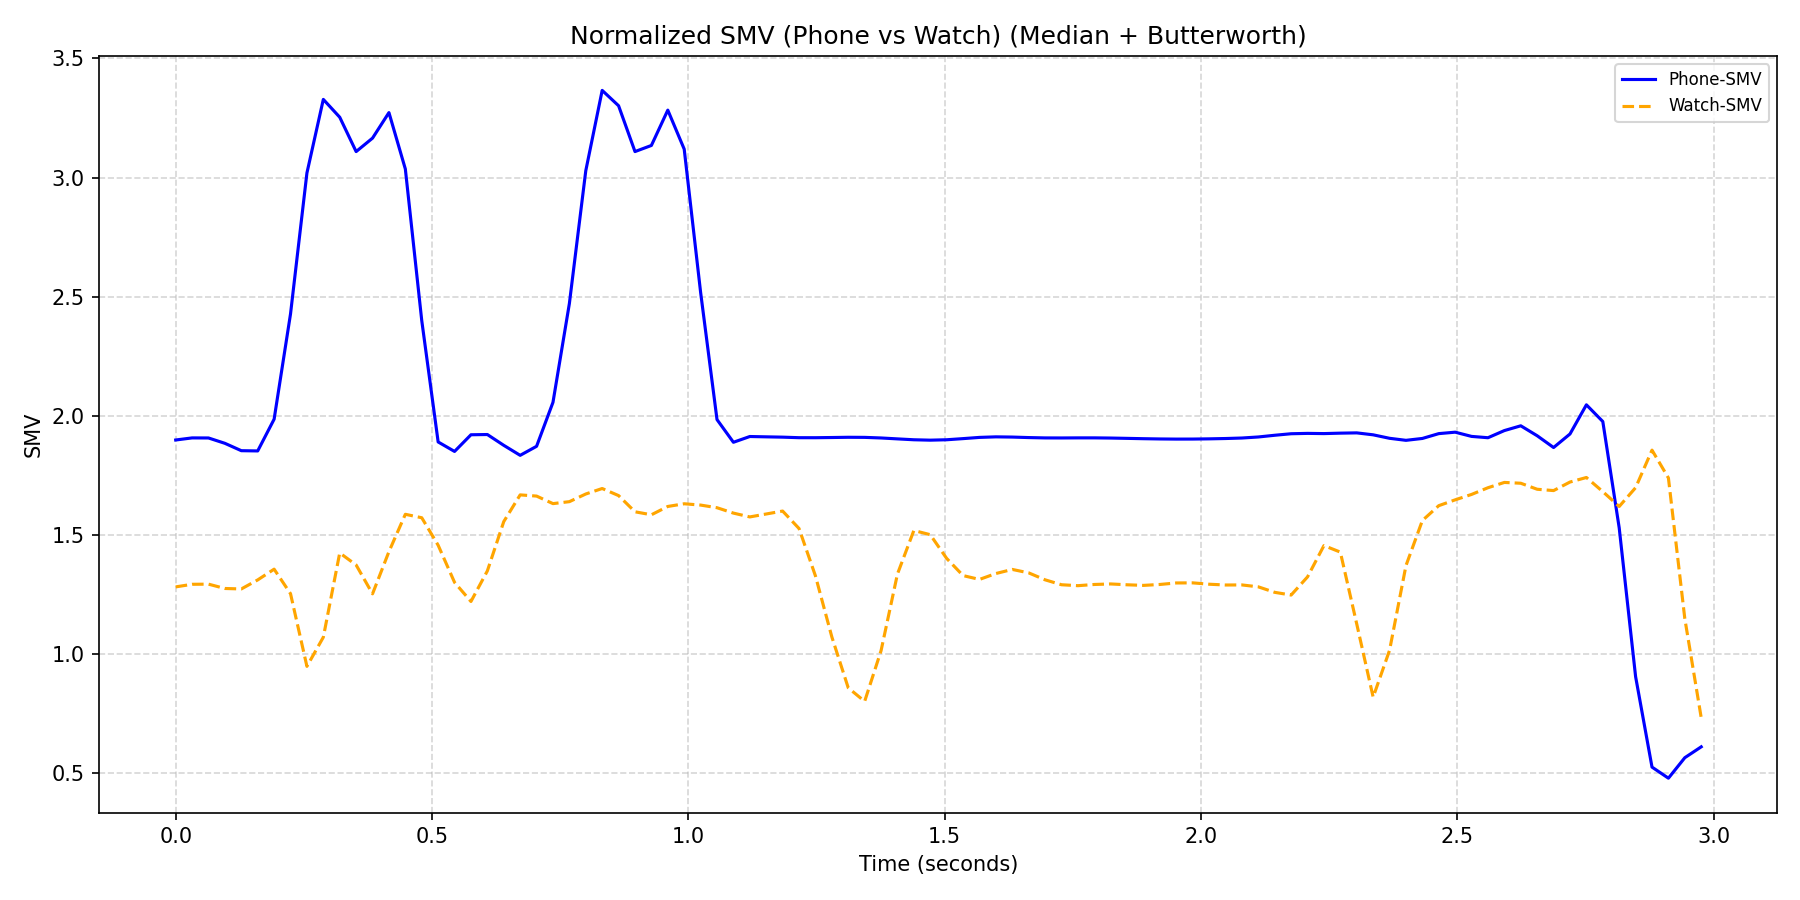 Normalized SMV (Phone vs Watch) (Median + Butterworth)
Phone-SMV
Watch-SMV
SMV
3.5
3.0
2.5
2.0
1.5
1.0
0.5
0.0 0.5 1.0 1.5 2.0 2.5 3.0
Time (seconds)